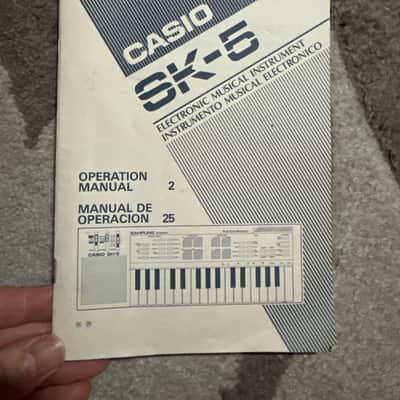 CASIO
SK-5
ELECTRONIC MUSICAL INSTRUMENT
INSTRUMENTO MUSICAL ELECTRONICO
OPERATION
MANUAL 2
MANUAL DE
OPERACION 25
SAMPLING
CASIO SK-5